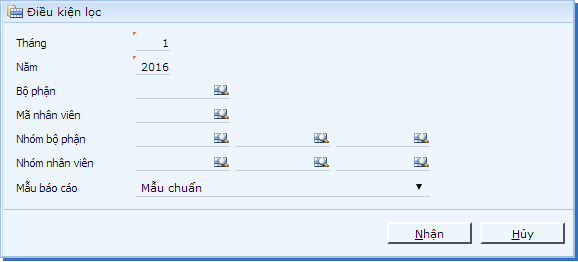 Điều kiện lọc
Tháng 1
Năm 2016
Bộ phận
Mã nhân viên
Nhóm bộ phận
Nhóm nhân viên
Mẫu báo cáo Mẫu chuẩn
Nhận Hủy